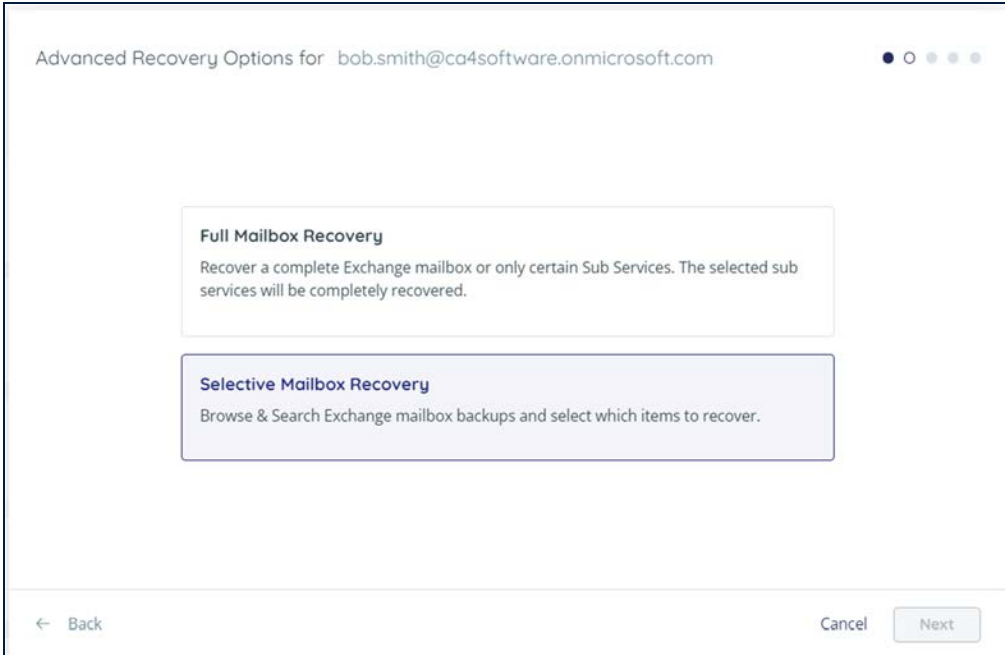 Advanced Recovery Options for bob.smith@ca4software.onmicrosoft.com
Full Mailbox Recovery
Recover a complete Exchange mailbox or only certain Sub Services. The selected sub
services will be completely recovered.
Selective Mailbox Recovery
Browse & Search Exchange mailbox backups and select which items to recover.
← Back Cancel Next